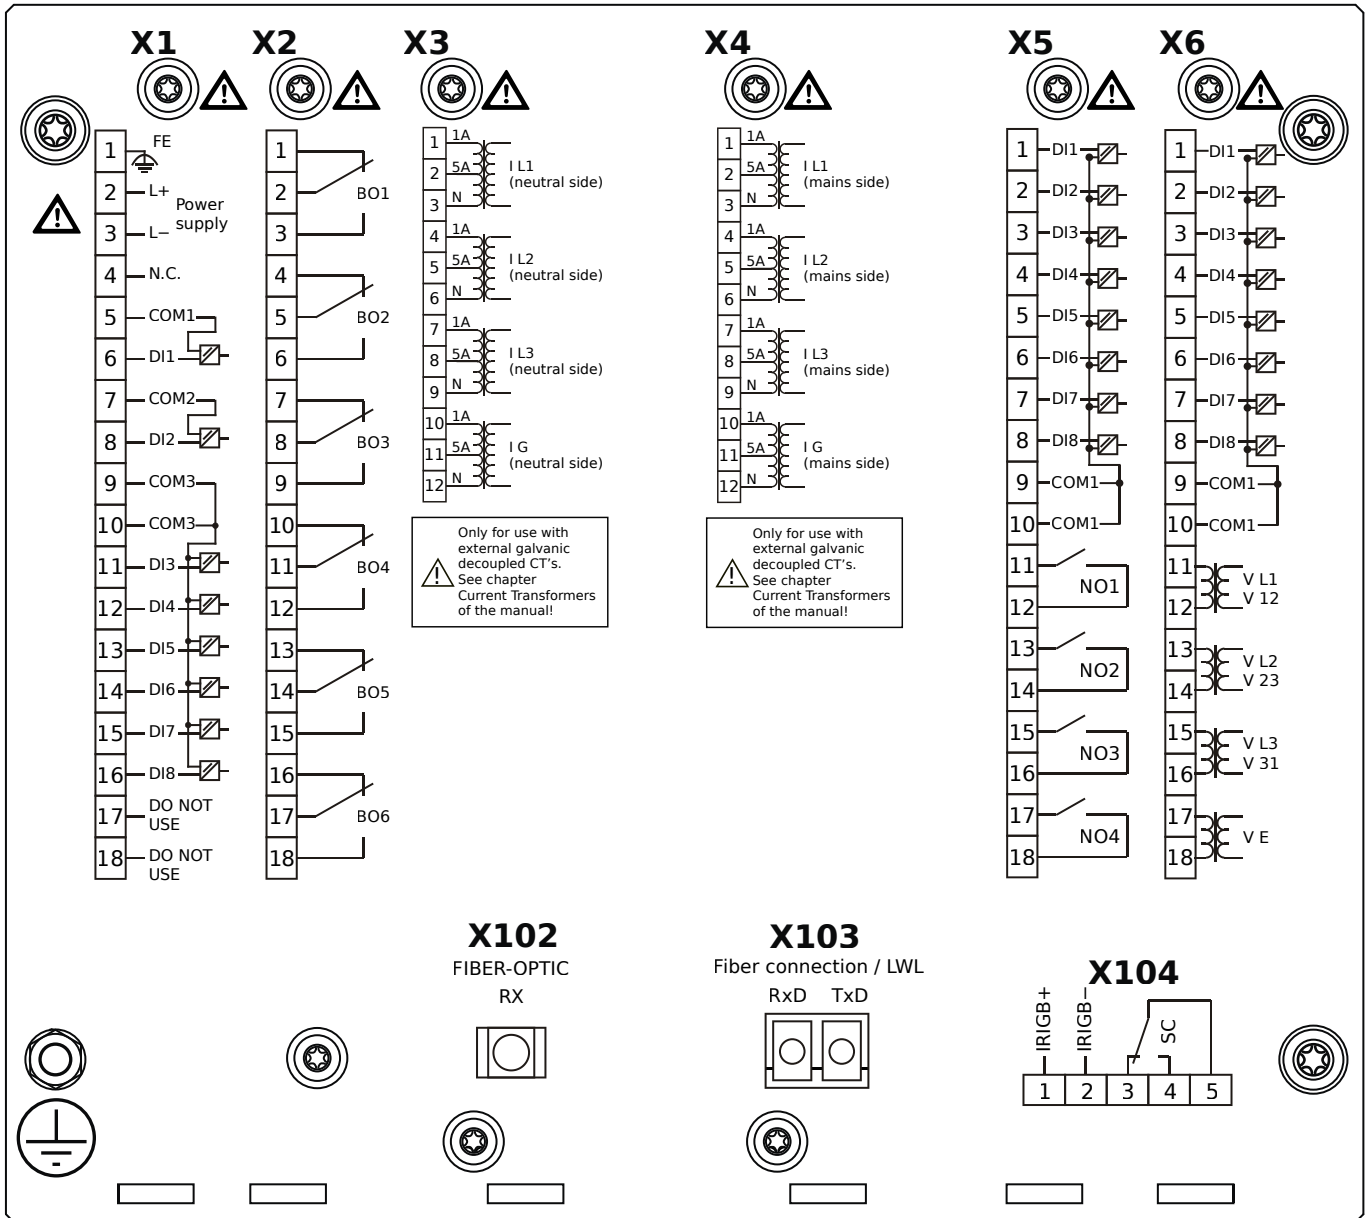 X1
X2
X3
X4
X5
X6
1
FE
2
L+
Power
supply
3
L−
4
N.C.
5
COM1
6
DI1
7
COM2
8
DI2
9
COM3
10
COM3
11
DI3
12
DI4
13
DI5
14
DI6
15
DI7
16
DI8
17
DO NOT
USE
18
DO NOT
USE
1
2
BO1
3
4
5
BO2
6
7
8
BO3
9
10
11
BO4
12
13
14
BO5
15
16
17
BO6
18
1
1A
2
5A
3
N
I L1
(neutral side)
4
1A
5
5A
6
N
I L2
(neutral side)
7
1A
8
5A
9
N
I L3
(neutral side)
10
1A
11
5A
12
N
I G
(neutral side)
Only for use with
external galvanic
decoupled CT’s.
See chapter
Current Transformers
of the manual!
1
1A
2
5A
3
N
I L1
(mains side)
4
1A
5
5A
6
N
I L2
(mains side)
7
1A
8
5A
9
N
I L3
(mains side)
10
1A
11
5A
12
N
I G
(mains side)
Only for use with
external galvanic
decoupled CT’s.
See chapter
Current Transformers
of the manual!
1
DI1
2
DI2
3
DI3
4
DI4
5
DI5
6
DI6
7
DI7
8
DI8
9
COM1
10
COM1
11
NO1
12
13
NO2
14
15
NO3
16
17
NO4
18
1
DI1
2
DI2
3
DI3
4
DI4
5
DI5
6
DI6
7
DI7
8
DI8
9
COM1
10
COM1
11
V L1
V 12
12
13
V L2
V 23
14
15
V L3
V 31
16
17
V E
18
X102
FIBER-OPTIC
RX
X103
Fiber connection / LWL
RxD TxD
X104
IRIGB+
IRIGB−
SC
1 2 3 4 5